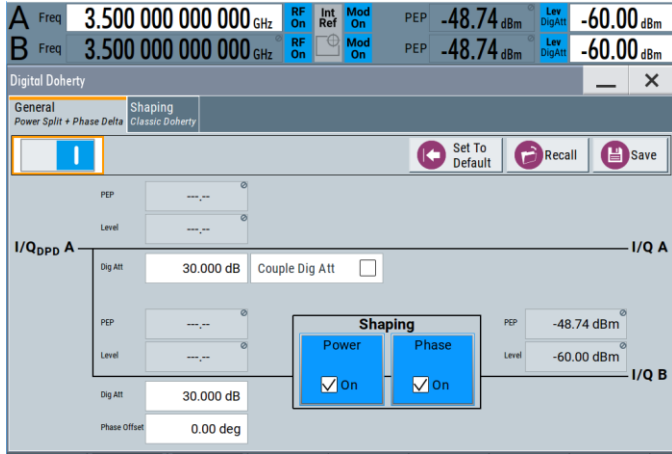 A Freq 3.500 000 000 000 GHz RF On Int Ref Mod On PEP -48.74 dBm Lev DigAtt -60.00 dBm
B Freq 3.500 000 000 000 GHz RF On Mod On PEP -48.74 dBm Lev DigAtt -60.00 dBm
Digital Doherty
General Shaping
Power Split + Phase Delta Classic Doherty
Set To Default Recall Save
PEP ---.--
Level ---.--
I/QDPD A I/Q A
Dig Att 30.000 dB Couple Dig Att
Shaping
PEP ---.-- Power Phase PEP -48.74 dBm
Level ---.-- On On Level -60.00 dBm
I/Q B
Dig Att 30.000 dB
Phase Offset 0.00 deg